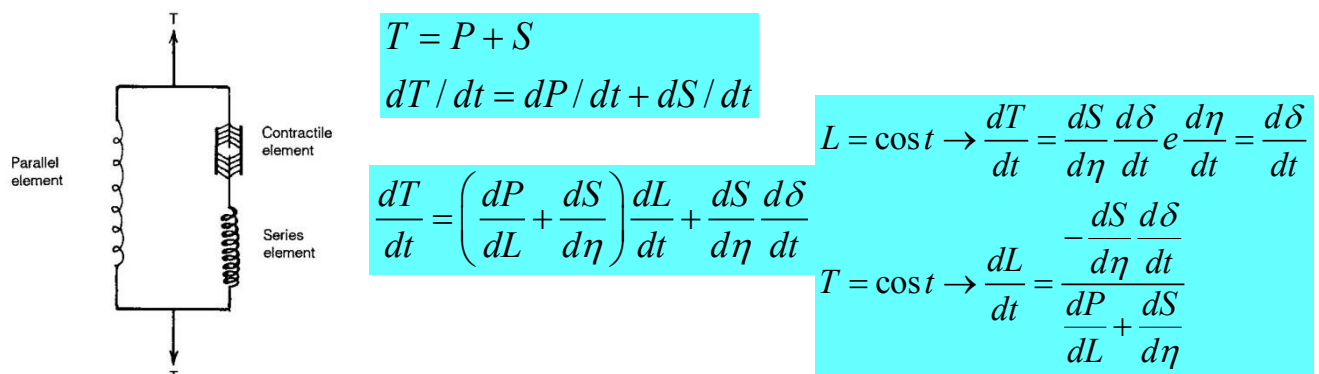 T
Parallel
element
Contractile
element
Series
element
T
T = P + S
dT / dt = dP / dt + dS / dt
dT/dt = (dP/dL + dS/dη) dL/dt + dS/dη dδ/dt
L = cos t → dT/dt = dS/dη dδ/dt e dη/dt = dδ/dt
T = cos t → dL/dt = (-dS/dη dδ/dt)/(dP/dL + dS/dη)